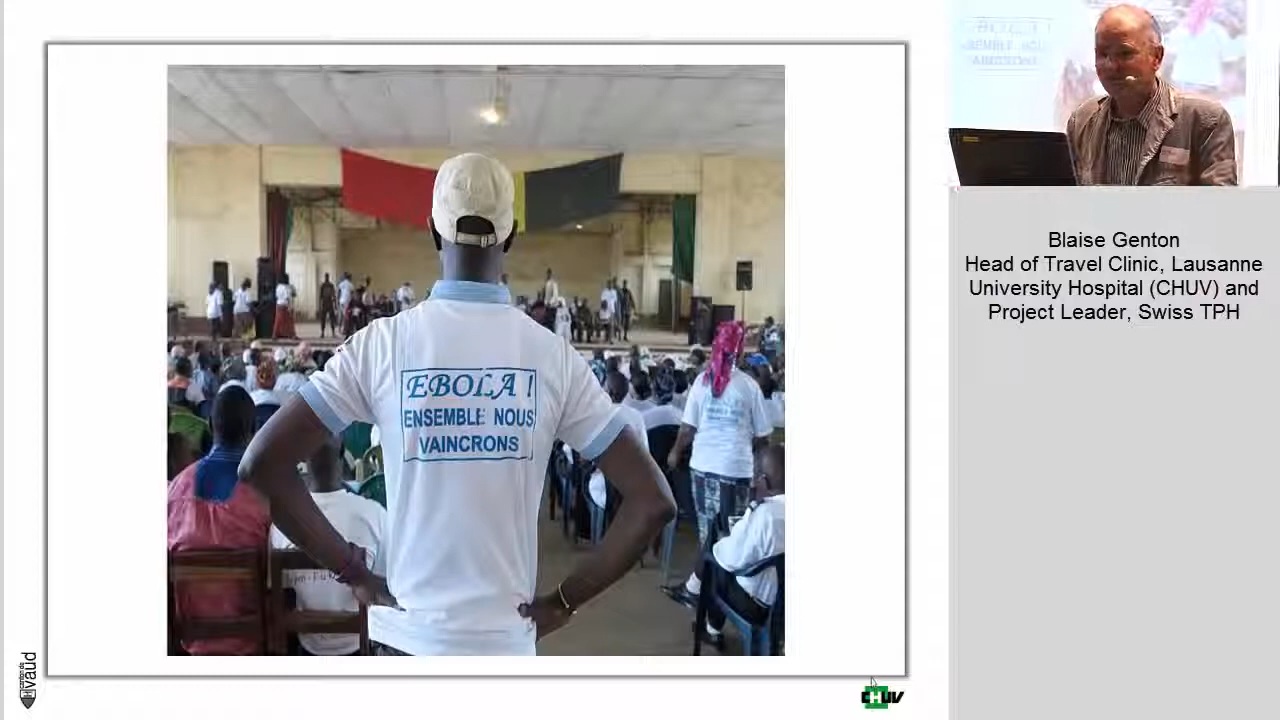 EBOLA !
ENSEMBLE NOUS
VAINCRONS
Blaise Genton
Head of Travel Clinic, Lausanne
University Hospital (CHUV) and
Project Leader, Swiss TPH
vaud
CHUV